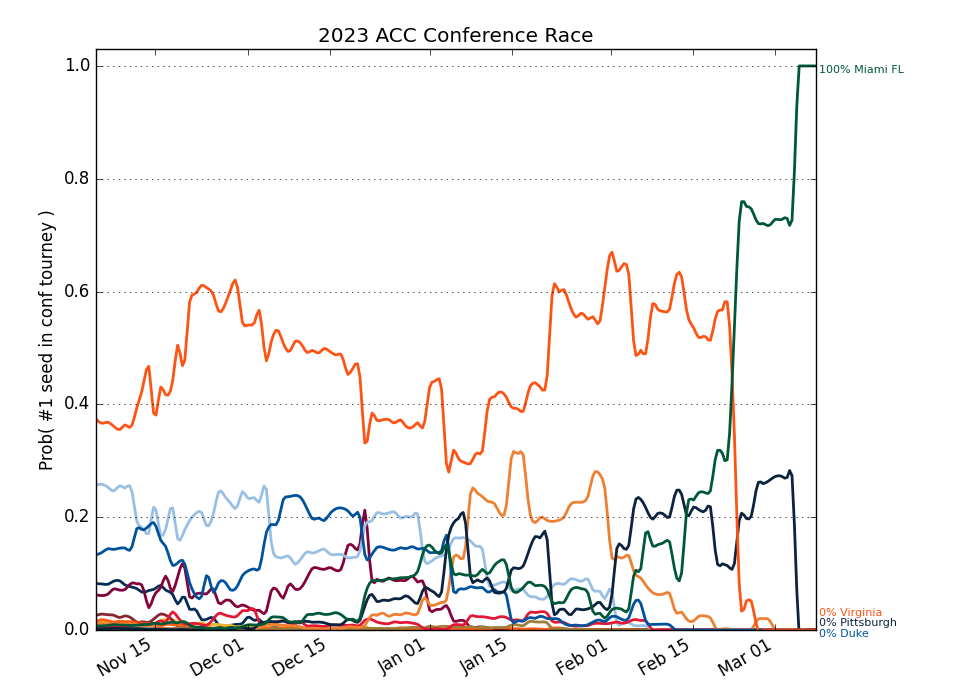 2023 ACC Conference Race
Prob( #1 seed in conf tourney )
1.0
0.8
0.6
0.4
0.2
0.0
Nov 15
Dec 01
Dec 15
Jan 01
Jan 15
Feb 01
Feb 15
Mar 01
100% Miami FL
0% Virginia
0% Pittsburgh
0% Duke